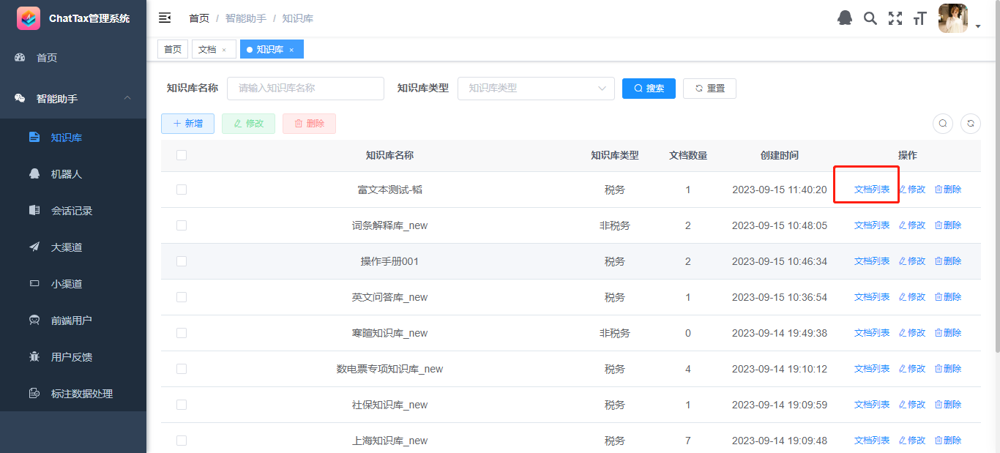 ChatTax管理系统
首页 / 智能助手 / 知识库
首页
智能助手
知识库
机器人
会话记录
大渠道
小渠道
前端用户
用户反馈
标注数据处理
首页 文档 × 知识库 ×
知识库名称 请输入知识库名称 知识库类型 知识库类型 搜索 重置
新增 修改 删除
知识库名称 知识库类型 文档数量 创建时间 操作
富文本测试-韬 税务 1 2023-09-15 11:40:20 文档列表 修改 删除
词条解释库_new 非税务 2 2023-09-15 10:48:05 文档列表 修改 删除
操作手册001 税务 2 2023-09-15 10:46:34 文档列表 修改 删除
英文问答库_new 税务 1 2023-09-15 10:36:54 文档列表 修改 删除
寒暄知识库_new 非税务 0 2023-09-14 19:49:38 文档列表 修改 删除
数电票专项知识库_new 税务 4 2023-09-14 19:10:12 文档列表 修改 删除
社保知识库_new 税务 1 2023-09-14 19:09:59 文档列表 修改 删除
上海知识库_new 税务 7 2023-09-14 19:09:48 文档列表 修改 删除